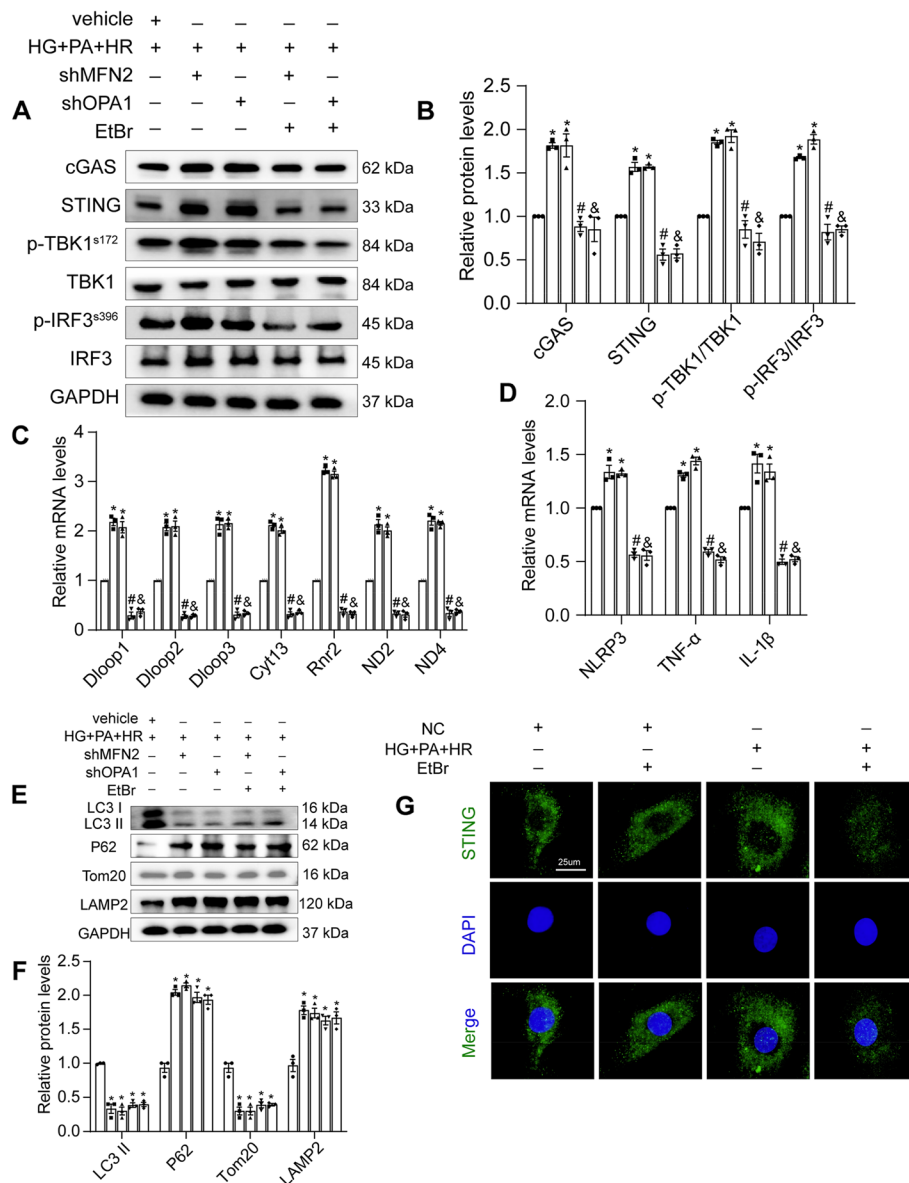 vehicle + – – – –
HG+PA+HR + + + + +
shMFN2 – + – + –
shOPA1 – – + – +
EtBr – – – + +
A
cGAS 62 kDa
STING 33 kDa
p-TBK1s172 84 kDa
TBK1 84 kDa
p-IRF3s396 45 kDa
IRF3 45 kDa
GAPDH 37 kDa
B
Relative protein levels
2.5
2.0
1.5
1.0
0.5
0.0
* * # & * * # & * * # & * * # &
cGAS STING p-TBK1/TBK1 p-IRF3/IRF3
C
Relative mRNA levels
4
3
2
1
0
* * # & * * # & * * # & * * # & * * # & * * # & * * # &
Dloop1 Dloop2 Dloop3 Cyt13 Rnr2 ND2 ND4
D
Relative mRNA levels
2.0
1.5
1.0
0.5
0.0
* * # & * * # & * * # &
NLRP3 TNF-α IL-1β
vehicle + – – – –
HG+PA+HR + + + + +
shMFN2 – + – + –
shOPA1 – – + – +
EtBr – – – + +
E
LC3 I 16 kDa
LC3 II 14 kDa
P62 62 kDa
Tom20 16 kDa
LAMP2 120 kDa
GAPDH 37 kDa
F
Relative protein levels
2.5
2.0
1.5
1.0
0.5
0.0
* * * * * * * * * * * * * * * *
LC3 II P62 Tom20 LAMP2
NC + + – –
HG+PA+HR – – + +
EtBr – + – +
G
STING
25um
DAPI
Merge